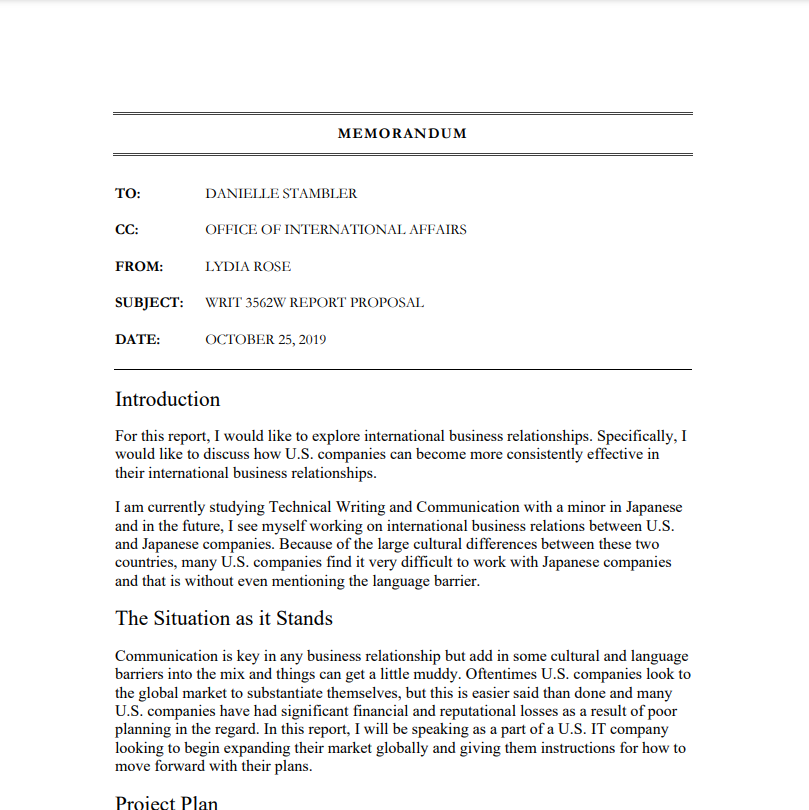 MEMORANDUM
TO: DANIELLE STAMBLER
CC: OFFICE OF INTERNATIONAL AFFAIRS
FROM: LYDIA ROSE
SUBJECT: WRIT 3562W REPORT PROPOSAL
DATE: OCTOBER 25, 2019
Introduction
For this report, I would like to explore international business relationships. Specifically, I
would like to discuss how U.S. companies can become more consistently effective in
their international business relationships.
I am currently studying Technical Writing and Communication with a minor in Japanese
and in the future, I see myself working on international business relations between U.S.
and Japanese companies. Because of the large cultural differences between these two
countries, many U.S. companies find it very difficult to work with Japanese companies
and that is without even mentioning the language barrier.
The Situation as it Stands
Communication is key in any business relationship but add in some cultural and language
barriers into the mix and things can get a little muddy. Oftentimes U.S. companies look to
the global market to substantiate themselves, but this is easier said than done and many
U.S. companies have had significant financial and reputational losses as a result of poor
planning in the regard. In this report, I will be speaking as a part of a U.S. IT company
looking to begin expanding their market globally and giving them instructions for how to
move forward with their plans.
Project Plan